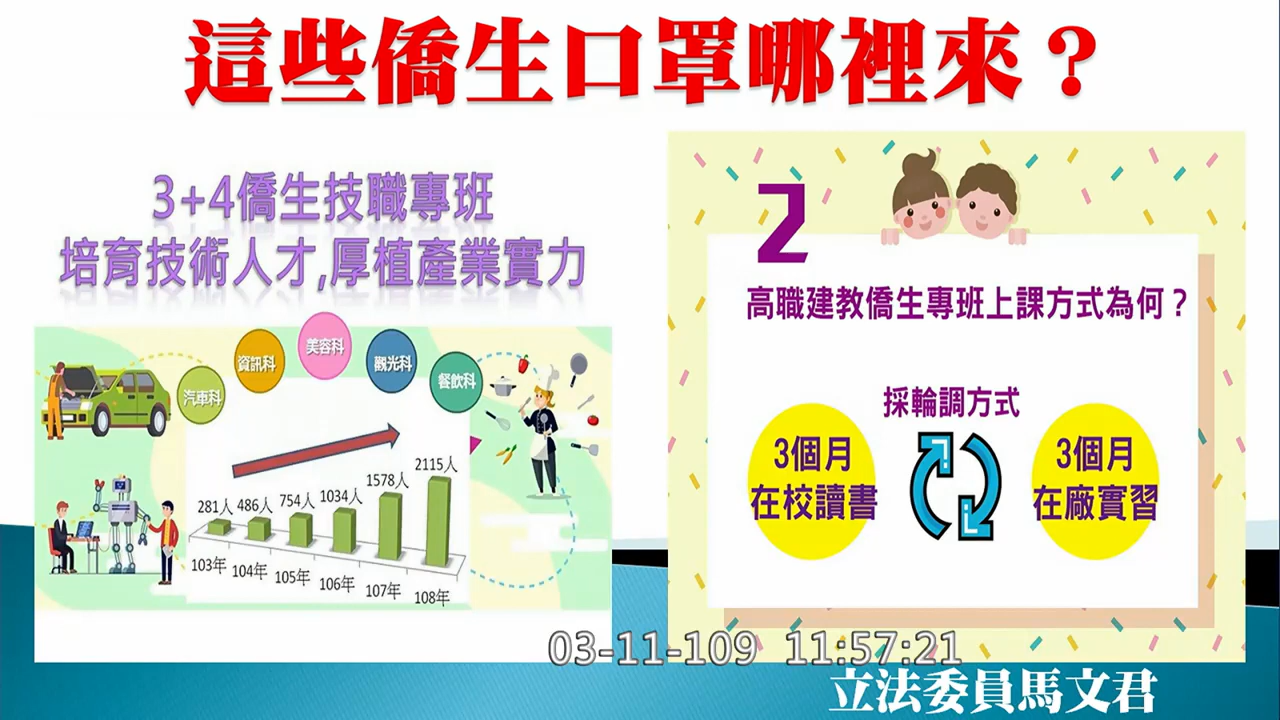 這些僑生口罩哪裡來？
3+4僑生技職專班
培育技術人才,厚植產業實力
汽車科
資訊科
美容科
觀光科
餐飲科
281人
486人
754人
1034人
1578人
2115人
103年
104年
105年
106年
107年
108年
2
高職建教僑生專班上課方式為何？
採輪調方式
3個月
在校讀書
3個月
在廠實習
03-11-109 11:57:21
立法委員馬文君